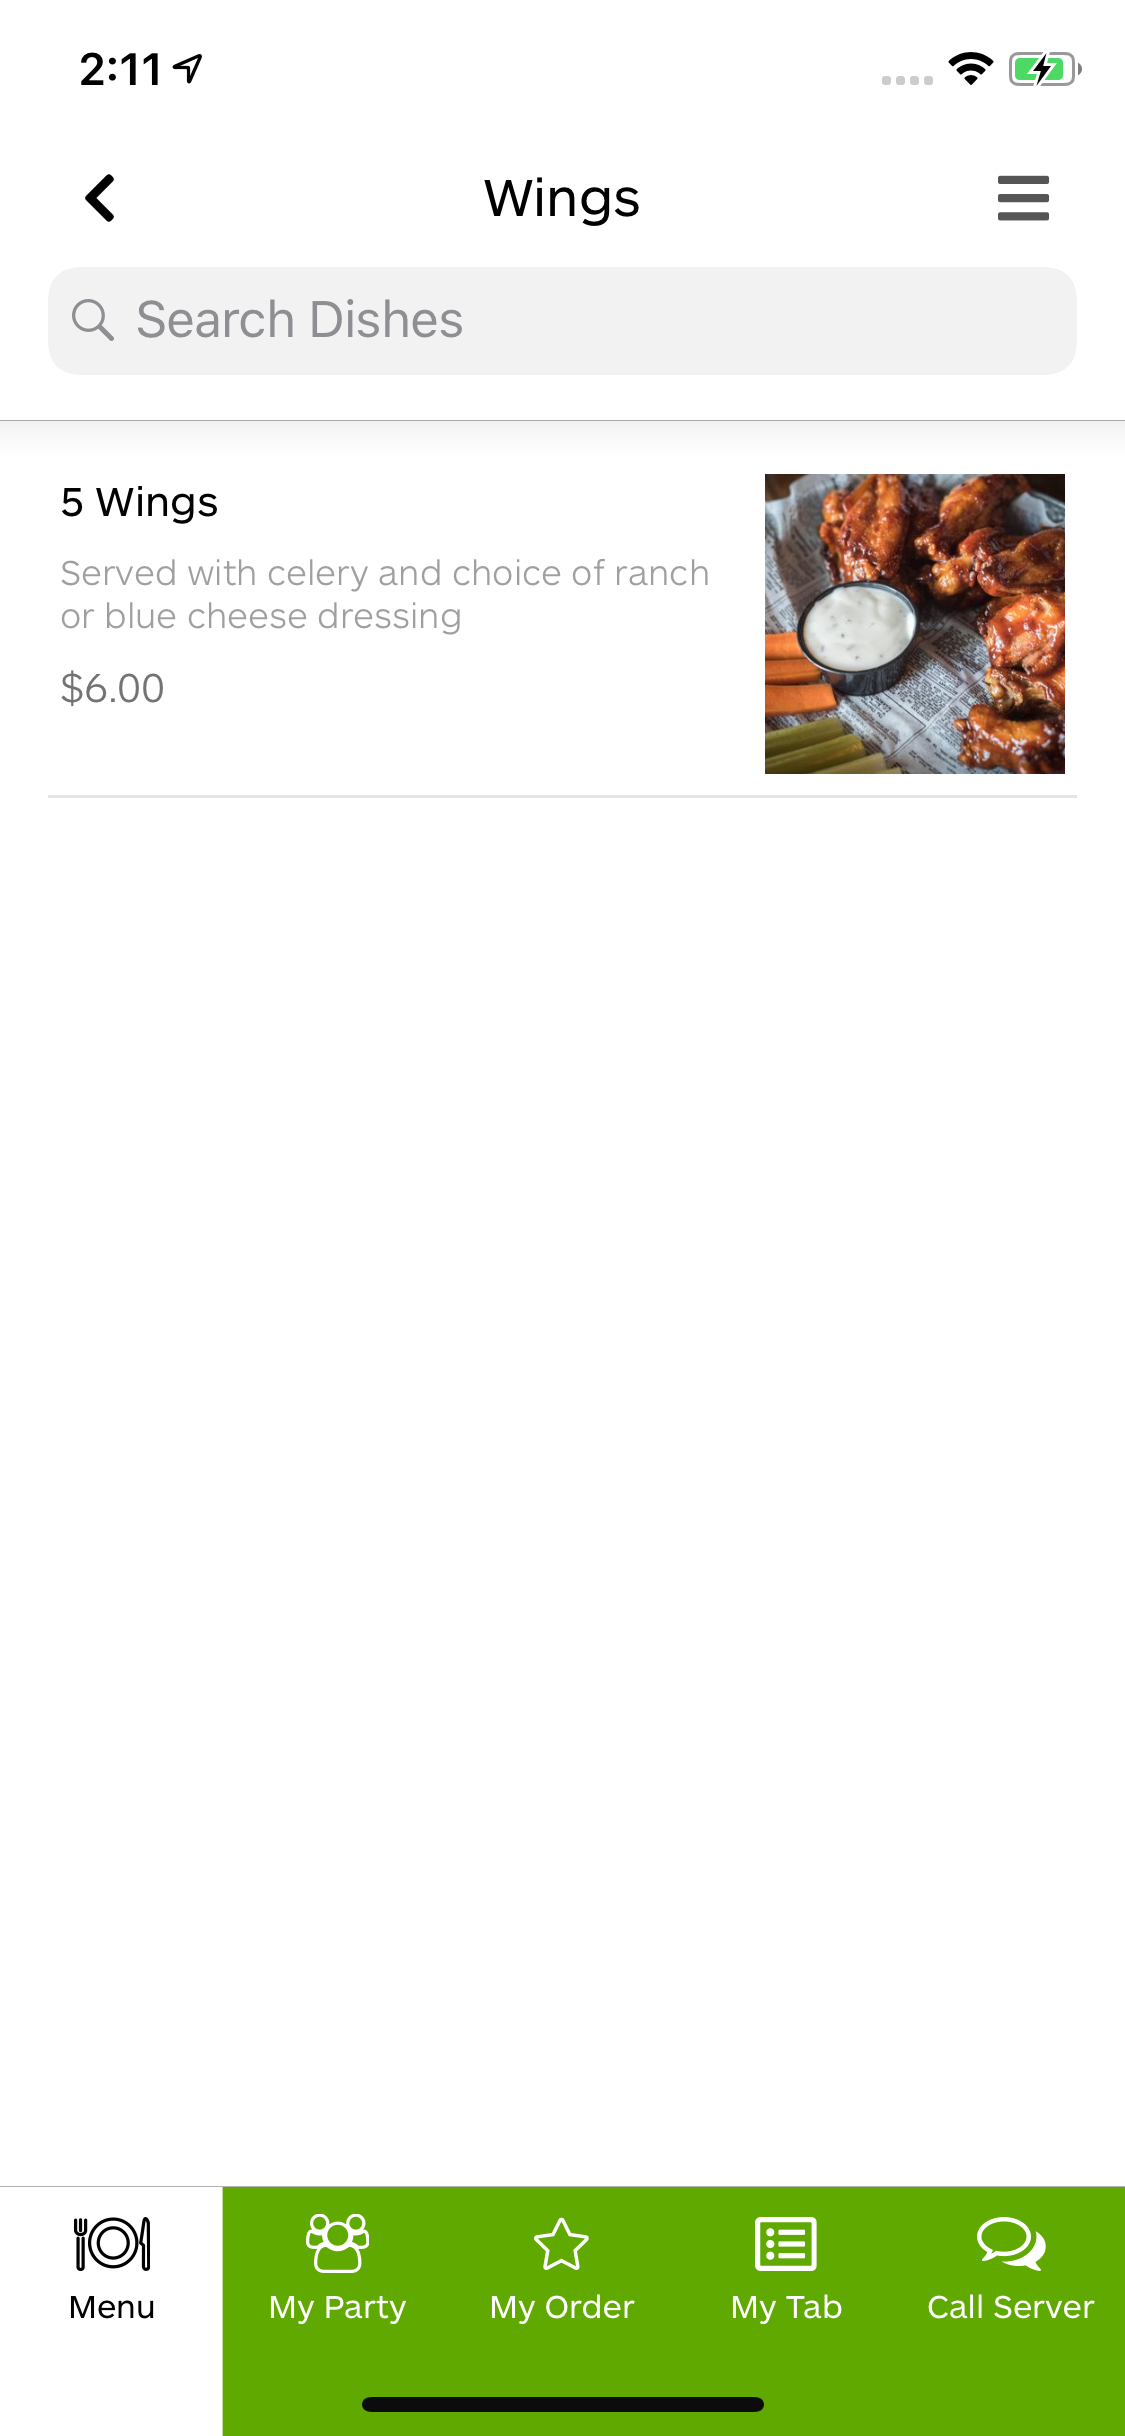 2:11
Wings
Search Dishes
5 Wings
Served with celery and choice of ranch
or blue cheese dressing
$6.00
Menu
My Party
My Order
My Tab
Call Server